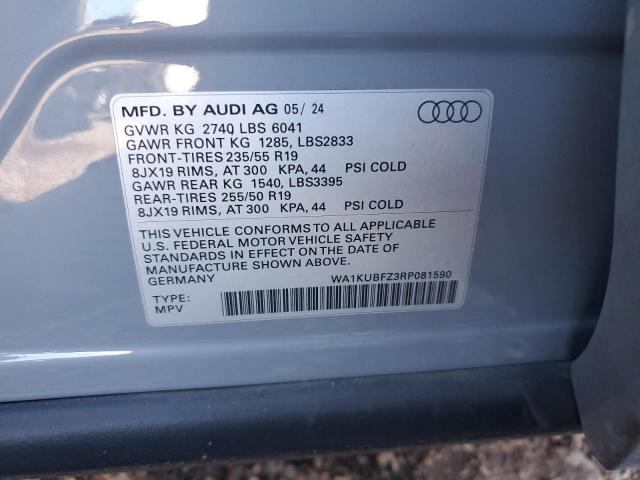 MFD. BY AUDI AG 05/ 24
GVWR KG 2740 LBS 6041
GAWR FRONT KG 1285, LBS2833
FRONT-TIRES 235/55 R19
8JX19 RIMS, AT 300 KPA, 44 PSI COLD
GAWR REAR KG 1540, LBS3395
REAR-TIRES 255/50 R19
8JX19 RIMS, AT 300 KPA, 44 PSI COLD
THIS VEHICLE CONFORMS TO ALL APPLICABLE
U.S. FEDERAL MOTOR VEHICLE SAFETY
STANDARDS IN EFFECT ON THE DATE OF
MANUFACTURE SHOWN ABOVE.
GERMANY WA1KUBFZ3RP081590
TYPE:
MPV